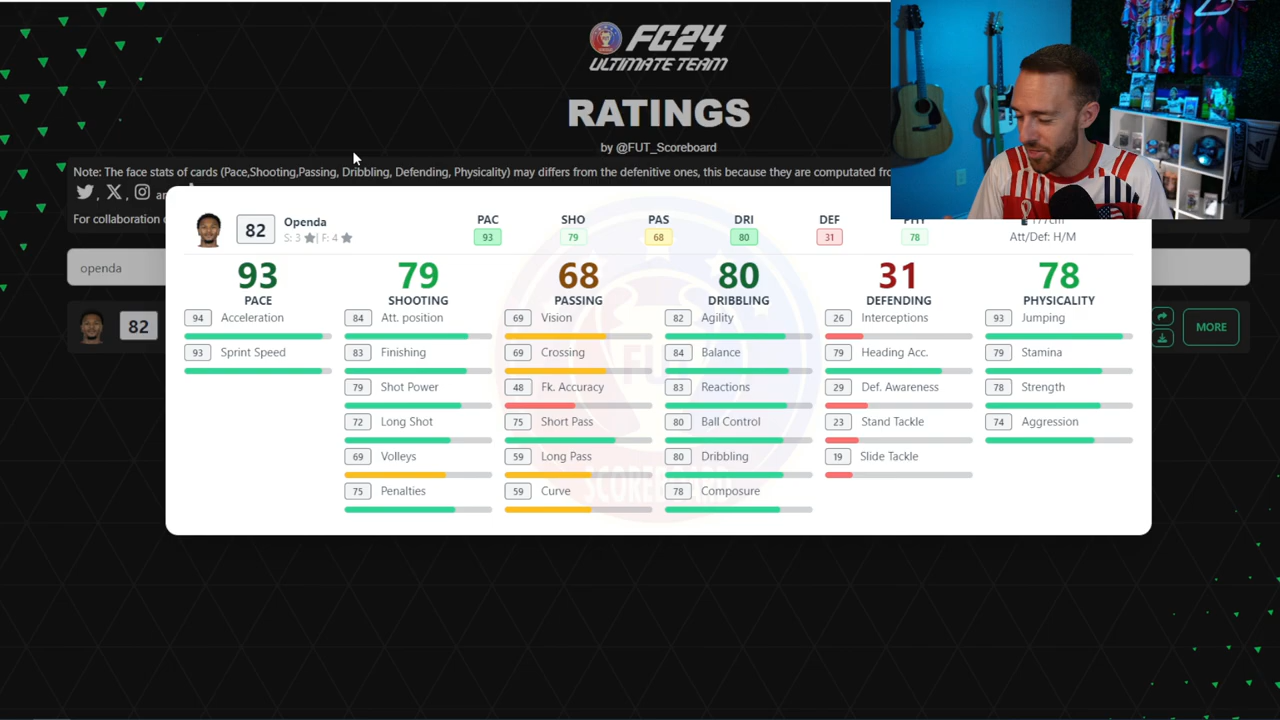 FC24
ULTIMATE TEAM
RATINGS
by @FUT_Scoreboard
Note: The face stats of cards (Pace,Shooting,Passing, Dribbling, Defending, Physicality) may differs from the defenitive ones, this because they are computated
For collaboration
openda
82
MORE
82
Openda
S: 3 ★| F: 4 ★
PAC
93
SHO
79
PAS
68
DRI
80
DEF
31
78
Att/Def: H/M
93
PACE
94 Acceleration
93 Sprint Speed
79
SHOOTING
84 Att. position
83 Finishing
79 Shot Power
72 Long Shot
69 Volleys
75 Penalties
68
PASSING
69 Vision
69 Crossing
48 Fk. Accuracy
75 Short Pass
59 Long Pass
59 Curve
80
DRIBBLING
82 Agility
84 Balance
83 Reactions
80 Ball Control
80 Dribbling
78 Composure
31
DEFENDING
26 Interceptions
79 Heading Acc.
29 Def. Awareness
23 Stand Tackle
19 Slide Tackle
78
PHYSICALITY
93 Jumping
79 Stamina
78 Strength
74 Aggression